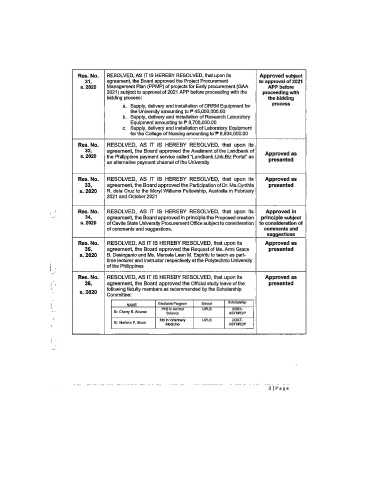 Res. No. 31, s. 2020
RESOLVED, AS IT IS HEREBY RESOLVED, that upon its
agreement, the Board approved the Project Procurement
Management Plan (PPMP) of projects for Early procurement (GAA
2021) subject to approval of 2021 APP before proceeding with the
bidding process:
a. Supply, delivery and installation of DRRM Equipment for
the University amounting to ₱ 45,000,000.00
b. Supply, delivery and installation of Research Laboratory
Equipment amounting to ₱ 9,700,000.00
c. Supply, delivery and installation of Laboratory Equipment
for the College of Nursing amounting to ₱ 8,834,000.00
Approved subject
to approval of 2021
APP before
proceeding with
the bidding
process
Res. No. 32, s. 2020
RESOLVED, AS IT IS HEREBY RESOLVED, that upon its
agreement, the Board approved the Availment of the Landbank of
the Philippines payment service called "Landbank Link.Biz Portal" as
an alternative payment channel of the University
Approved as
presented
Res. No. 33, s. 2020
RESOLVED, AS IT IS HEREBY RESOLVED, that upon its
agreement, the Board approved the Participation of Dr. Ma. Cynthia
R. dela Cruz to the Meryl Williams Fellowship, Australia in February
2021 and October 2021
Approved as
presented
Res. No. 34, s. 2020
RESOLVED, AS IT IS HEREBY RESOLVED, that upon its
agreement, the Board approved in principle the Proposed creation
of Cavite State University Procurement Office subject to consideration
of comments and suggestions.
Approved in
principle subject
to consideration of
comments and
suggestions
Res. No. 35, s. 2020
RESOLVED, AS IT IS HEREBY RESOLVED, that upon its
agreement, the Board approved the Request of Ms. Anni Grace
B. and Ms. Marcela Leen M. Espiritu to teach as part-
time lecturer and instructor respectively at the Polytechnic University
of the Philippines
Approved as
presented
Res. No. 36, s. 2020
RESOLVED, AS IT IS HEREBY RESOLVED, that upon its
agreement, the Board approved the Official study leave of the
following faculty members as recommended by the Scholarship
Committee:
NAME Graduate Program School Scholarship
Dr. Cherry B. PhD in Animal Science UPLB DOST-ASTHRDP
Dr. Marlene P. MS in Veterinary Medicine UPLB DOST-ASTHRDP
Approved as
presented
3 | Page